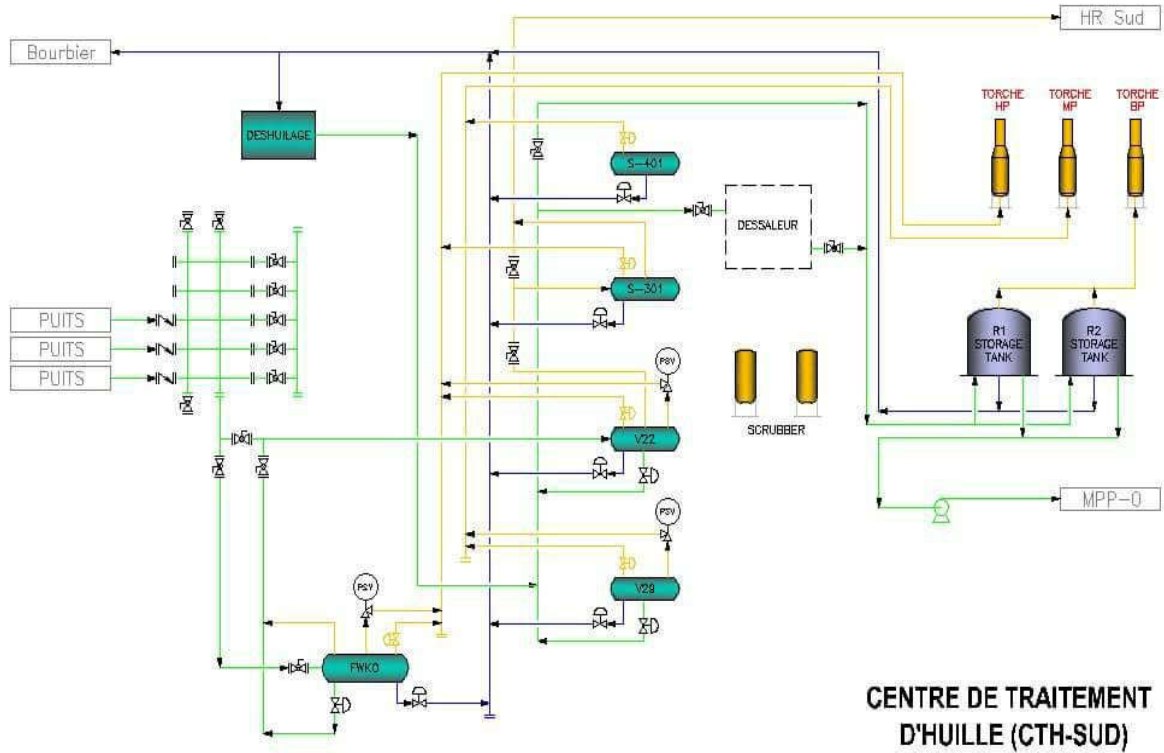 HR Sud
Bourbier
TORCHE HP
TORCHE MP
TORCHE BP
DESHUILAGE
S-401
DESSALEUR
S-301
PUITS
PUITS
PUITS
R1
STORAGE
TANK
R2
STORAGE
TANK
PSV
SCRUBBER
V22
MPP-0
PSV
V29
PSV
FWKO
CENTRE DE TRAITEMENT
D'HUILLE (CTH-SUD)